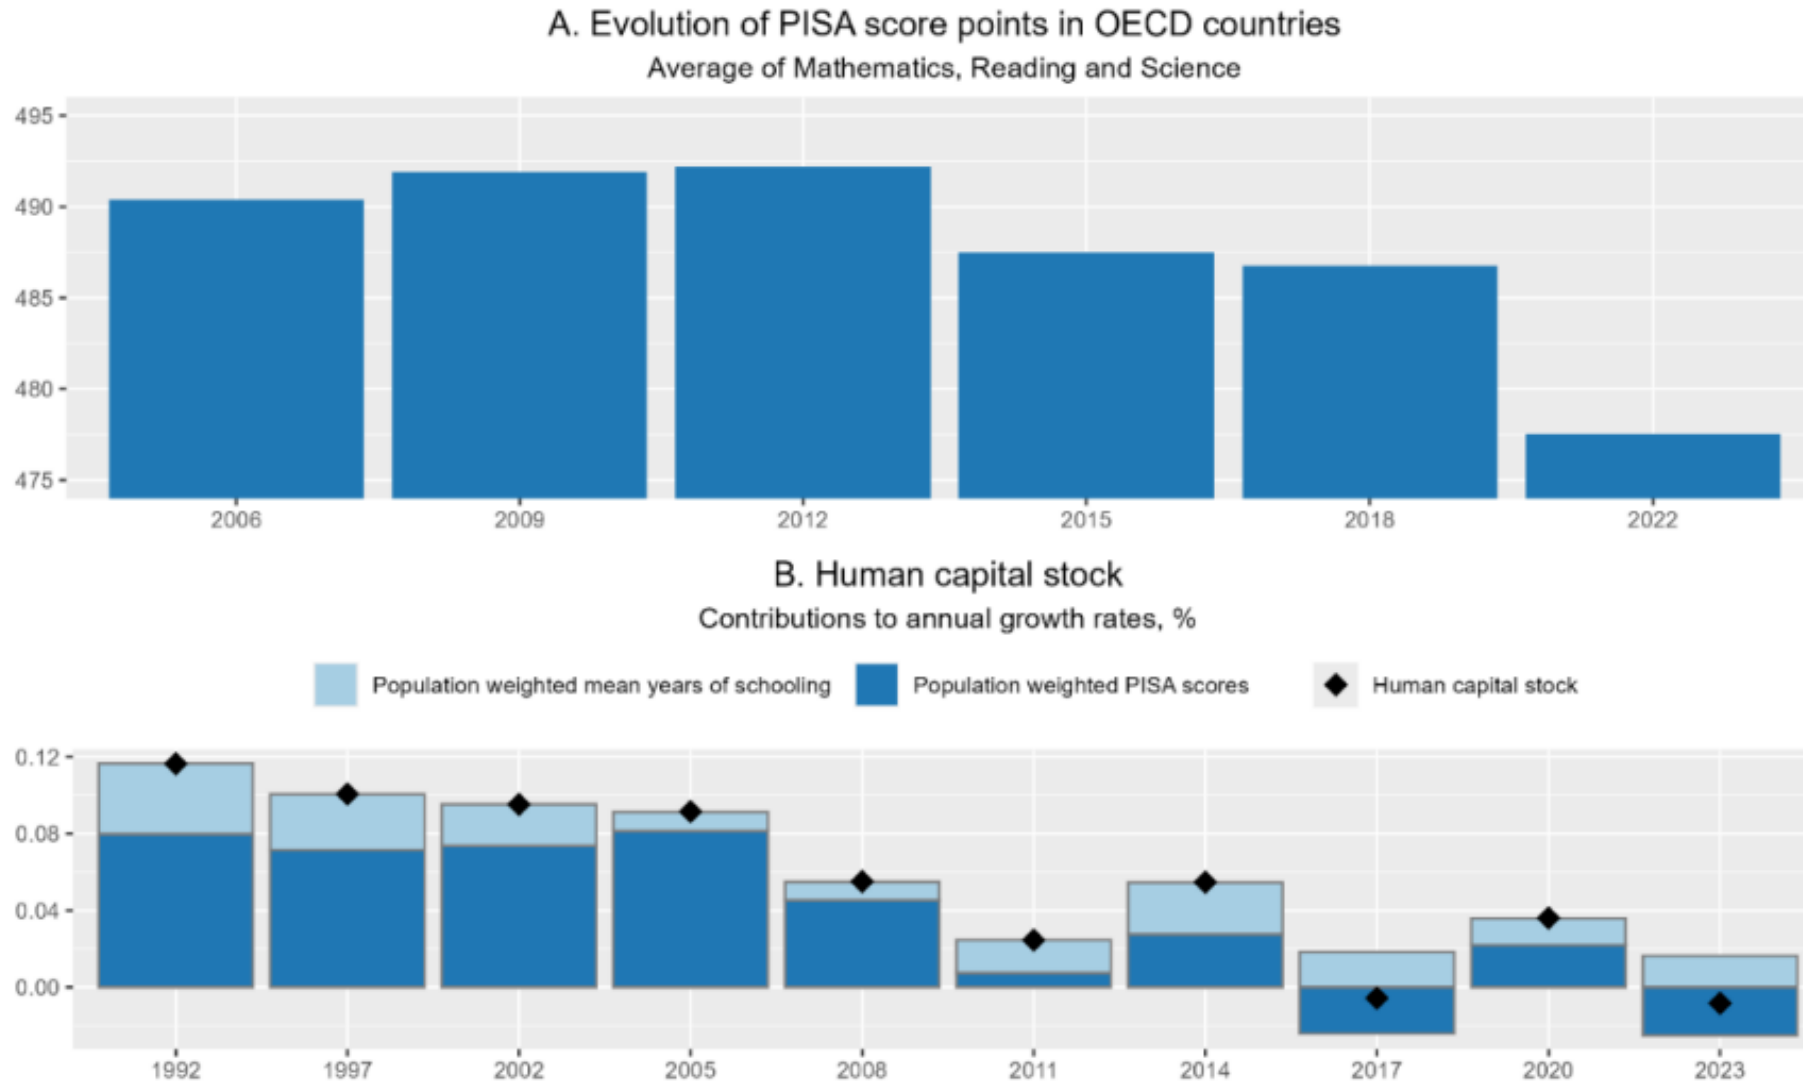 A. Evolution of PISA score points in OECD countries
Average of Mathematics, Reading and Science
495
490
485
480
475
2006 2009 2012 2015 2018 2022
B. Human capital stock
Contributions to annual growth rates, %
Population weighted mean years of schooling Population weighted PISA scores Human capital stock
0.12
0.08
0.04
0.00
1992 1997 2002 2005 2008 2011 2014 2017 2020 2023